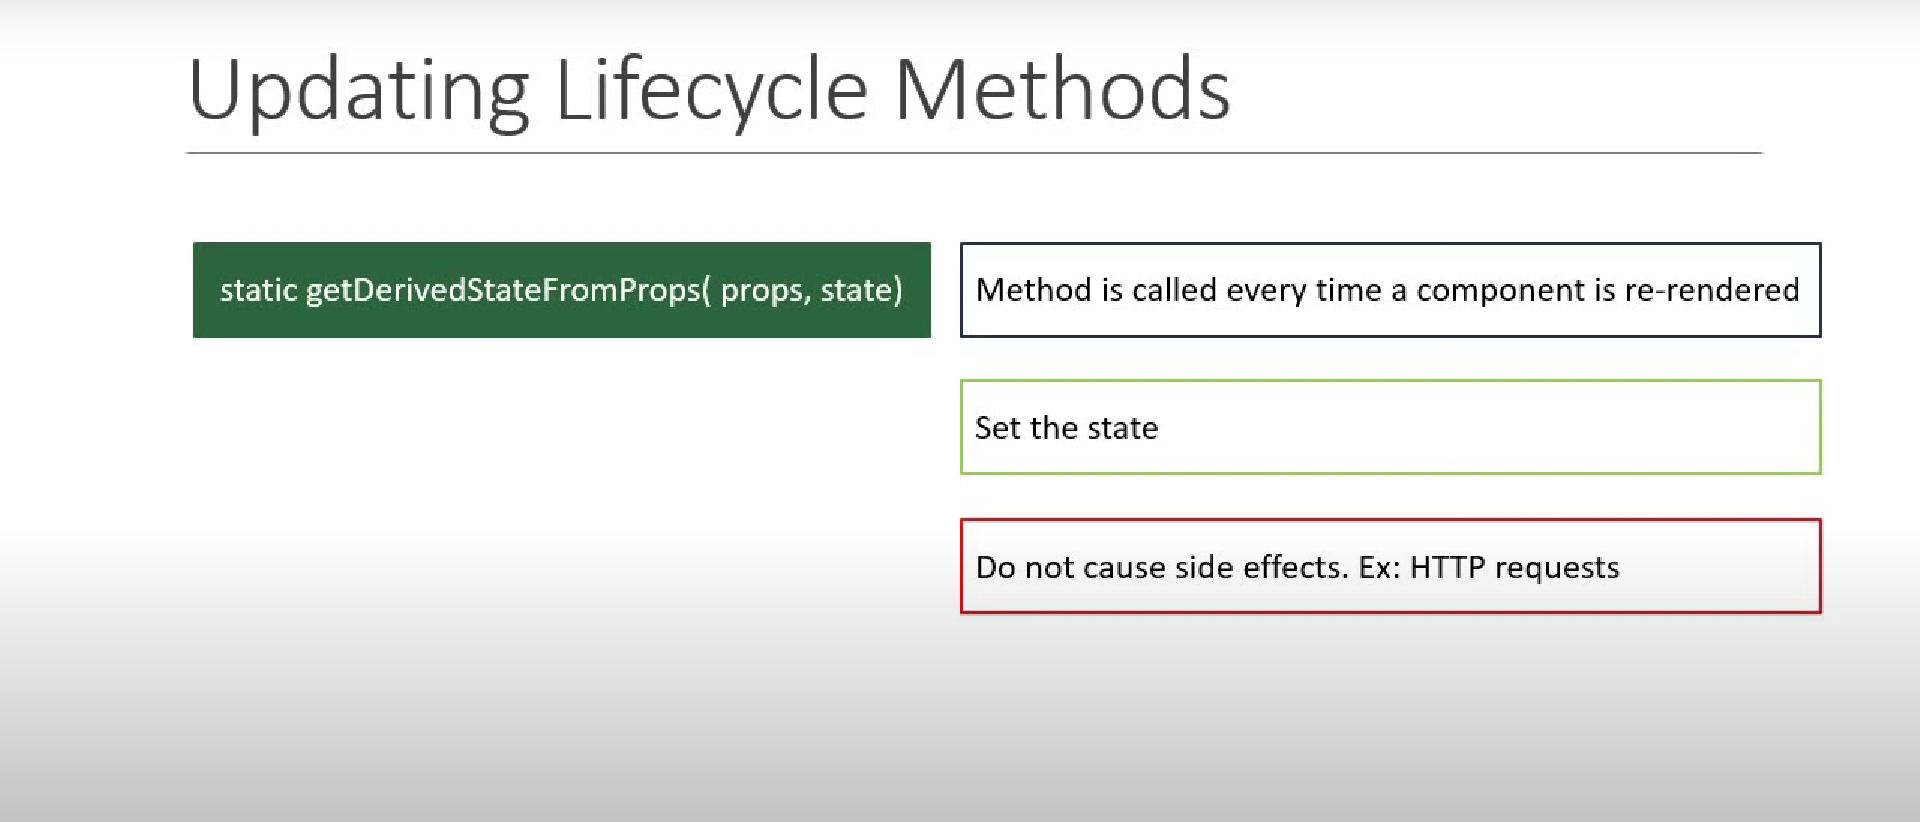 Updating Lifecycle Methods
static getDerivedStateFromProps( props, state)
Method is called every time a component is re-rendered
Set the state
Do not cause side effects. Ex: HTTP requests